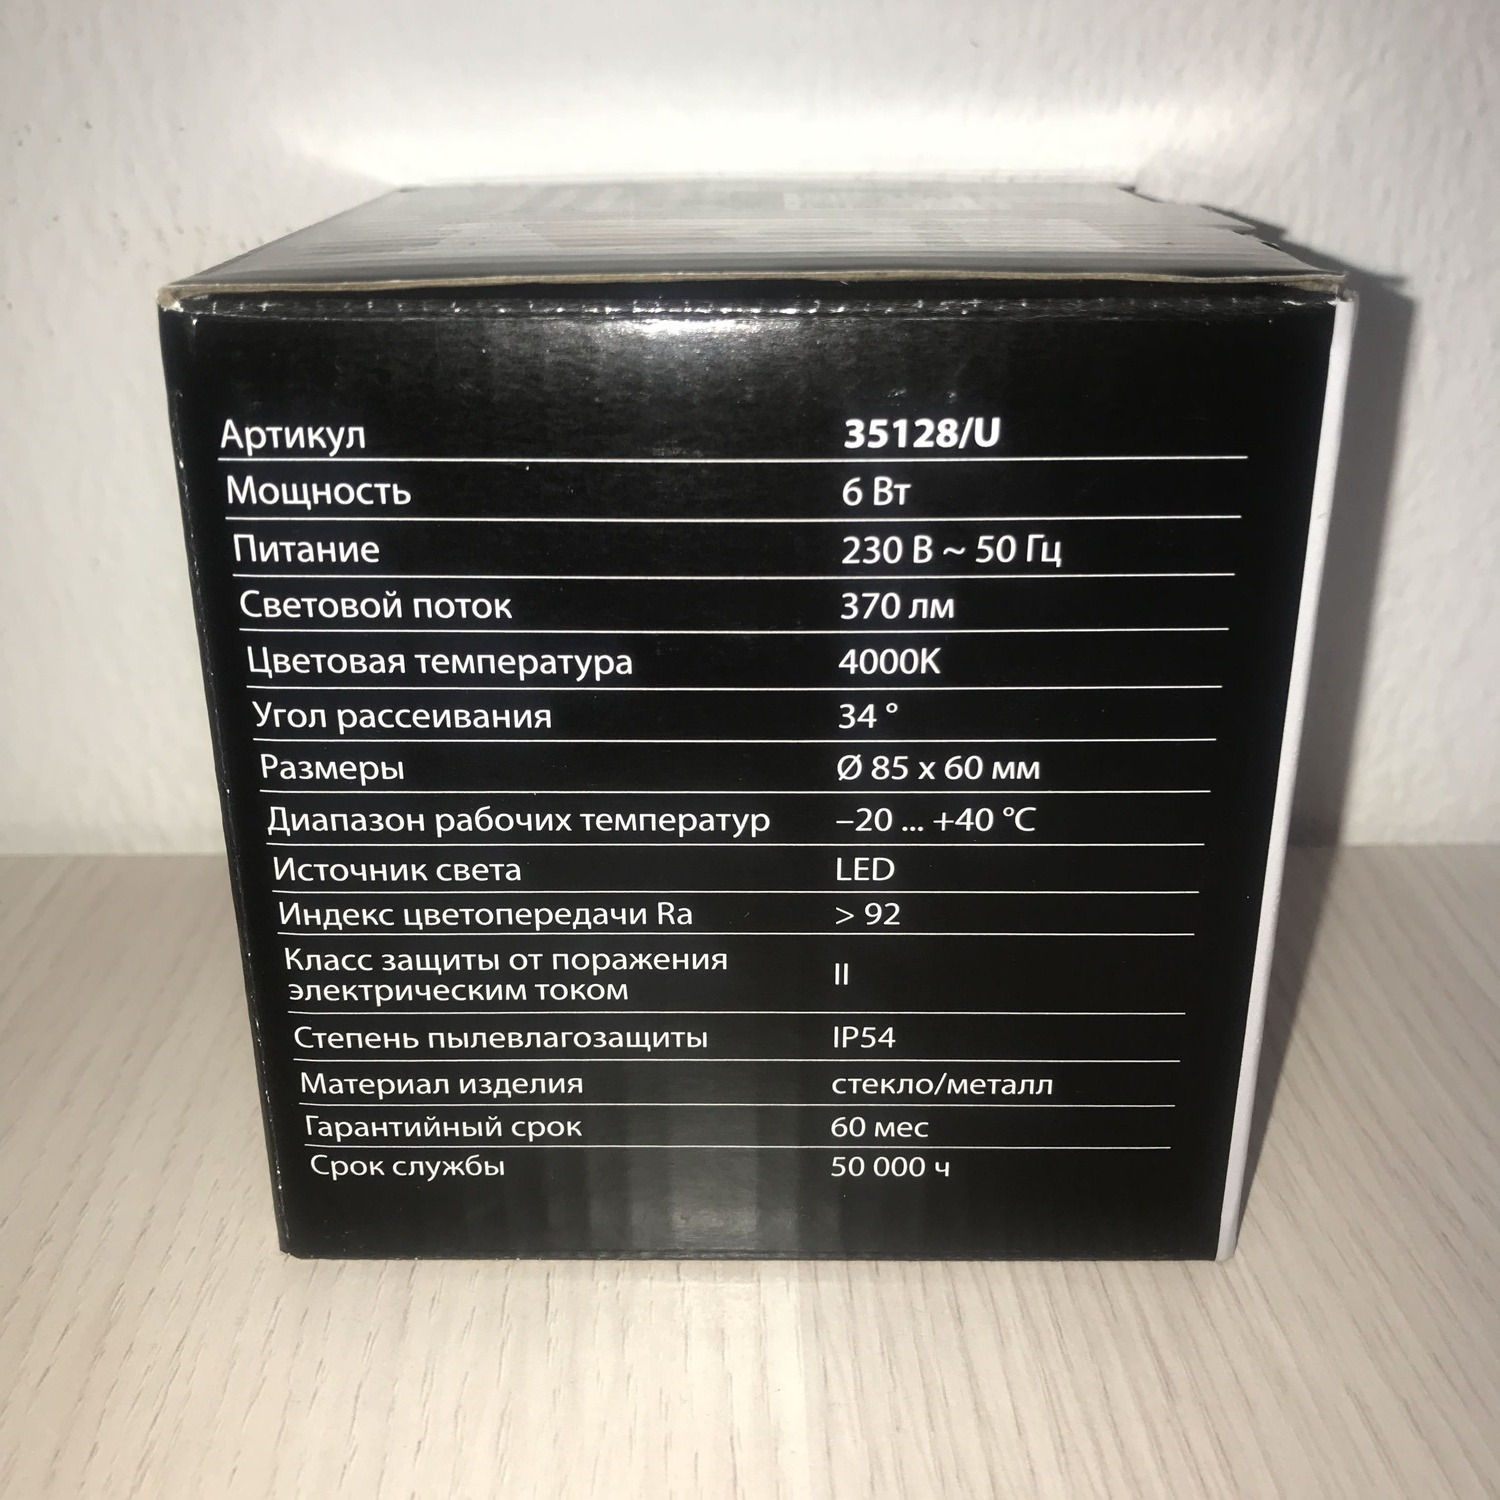 Артикул 35128/U
Мощность 6 Вт
Питание 230 В ~ 50 Гц
Световой поток 370 лм
Цветовая температура 4000K
Угол рассеивания 34 °
Размеры Ø 85 x 60 мм
Диапазон рабочих температур –20 ... +40 °C
Источник света LED
Индекс цветопередачи Ra > 92
Класс защиты от поражения
электрическим током II
Степень пылевлагозащиты IP54
Материал изделия стекло/металл
Гарантийный срок 60 мес
Срок службы 50 000 ч